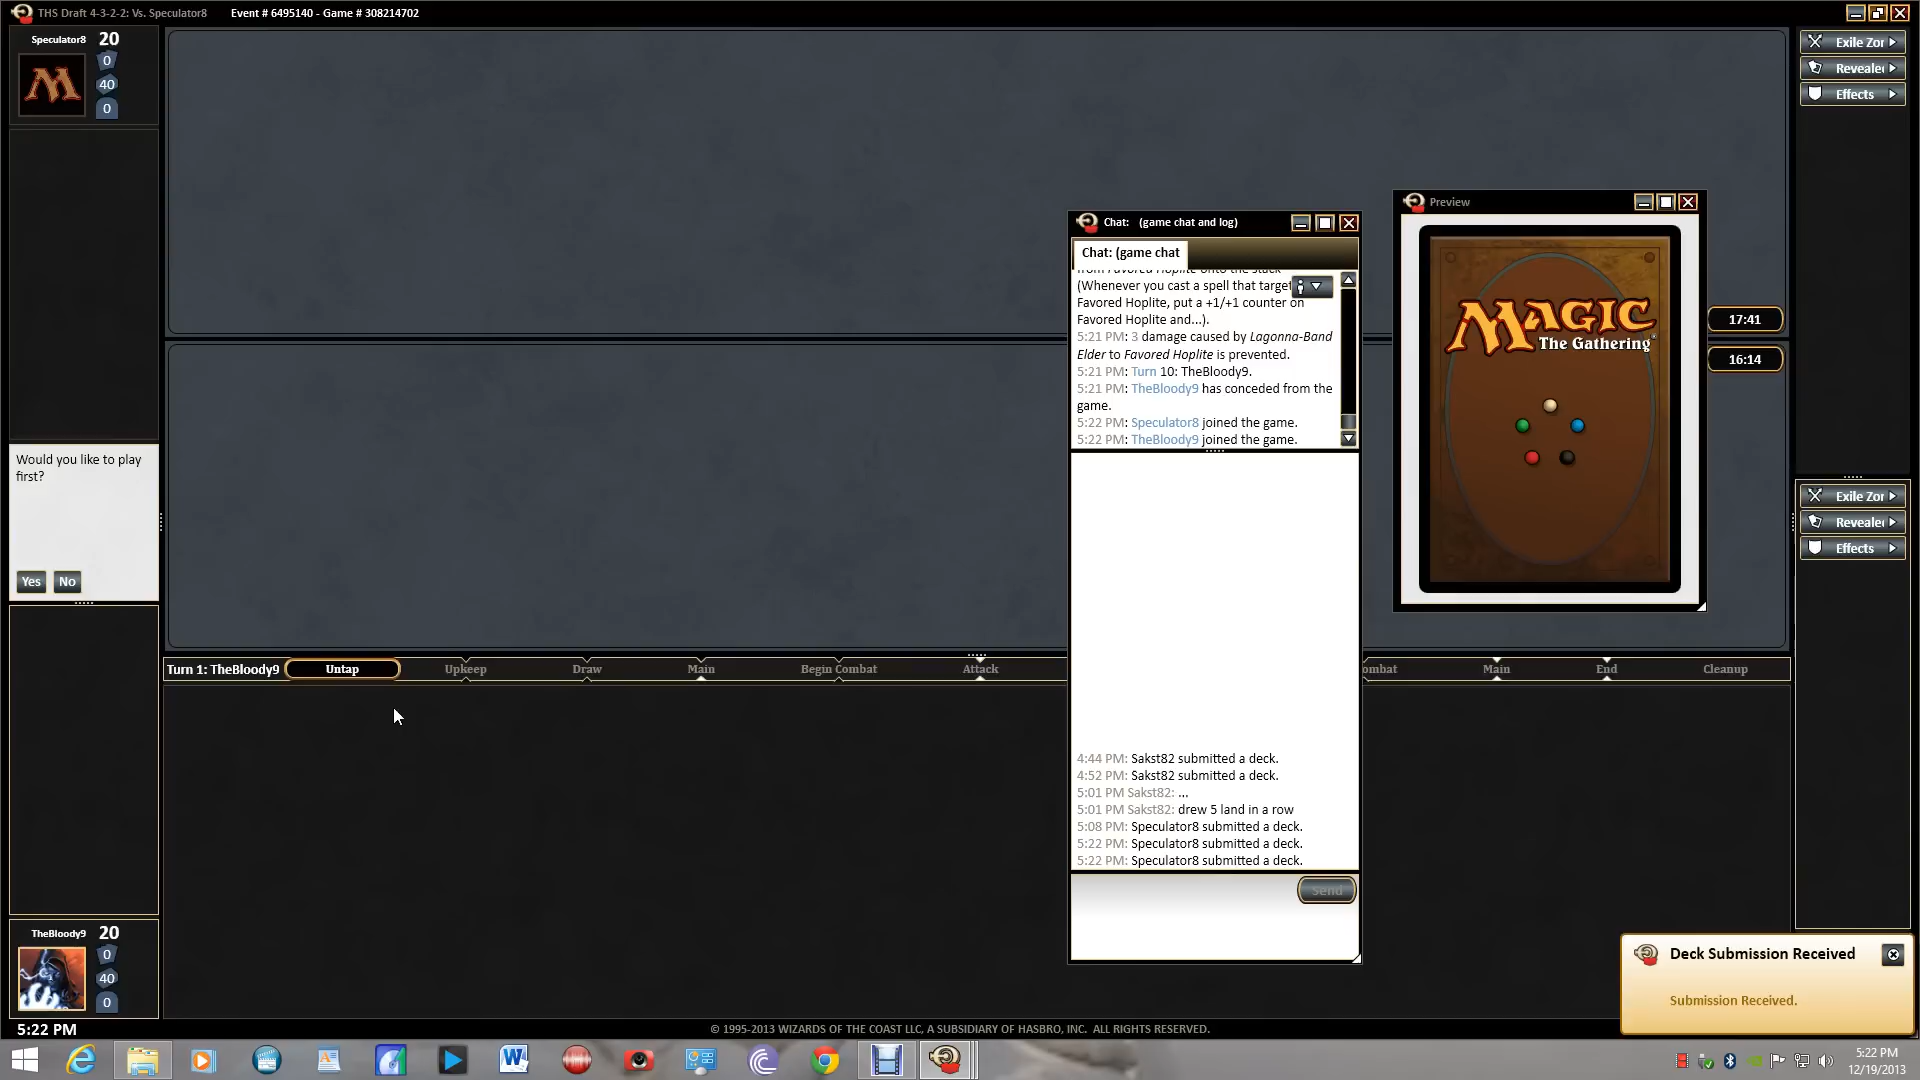 THS Draft 4-3-2-2: Vs. Speculator8 Event # 6495140 - Game # 308214702
Speculator8 20
0
40
0
Exile Zor
Revealed
Effects
Preview
Chat: (game chat and log)
Chat: (game chat
(Whenever you cast a spell that target
Favored Hoplite, put a +1/+1 counter on
Favored Hoplite and...).
5:21 PM: 3 damage caused by Lagonna-Band
Elder to Favored Hoplite is prevented.
5:21 PM: Turn 10: TheBloody9.
5:21 PM: TheBloody9 has conceded from the
game.
5:22 PM: Speculator8 joined the game.
5:22 PM: TheBloody9 joined the game.
MAGIC
The Gathering
17:41
16:14
Would you like to play
first?
Yes No
Exile Zor
Revealed
Effects
Turn 1: TheBloody9 Untap Upkeep Draw Main Begin Combat Attack ombat Main End Cleanup
4:44 PM: Sakst82 submitted a deck.
4:52 PM: Sakst82 submitted a deck.
5:01 PM Sakst82: ...
5:01 PM Sakst82: drew 5 land in a row
5:08 PM: Speculator8 submitted a deck.
5:22 PM: Speculator8 submitted a deck.
5:22 PM: Speculator8 submitted a deck.
Send
TheBloody9 20
0
40
0
Deck Submission Received
Submission Received.
5:22 PM
© 1995-2013 WIZARDS OF THE COAST LLC, A SUBSIDIARY OF HASBRO, INC. ALL RIGHTS RESERVED.
5:22 PM
12/19/2013